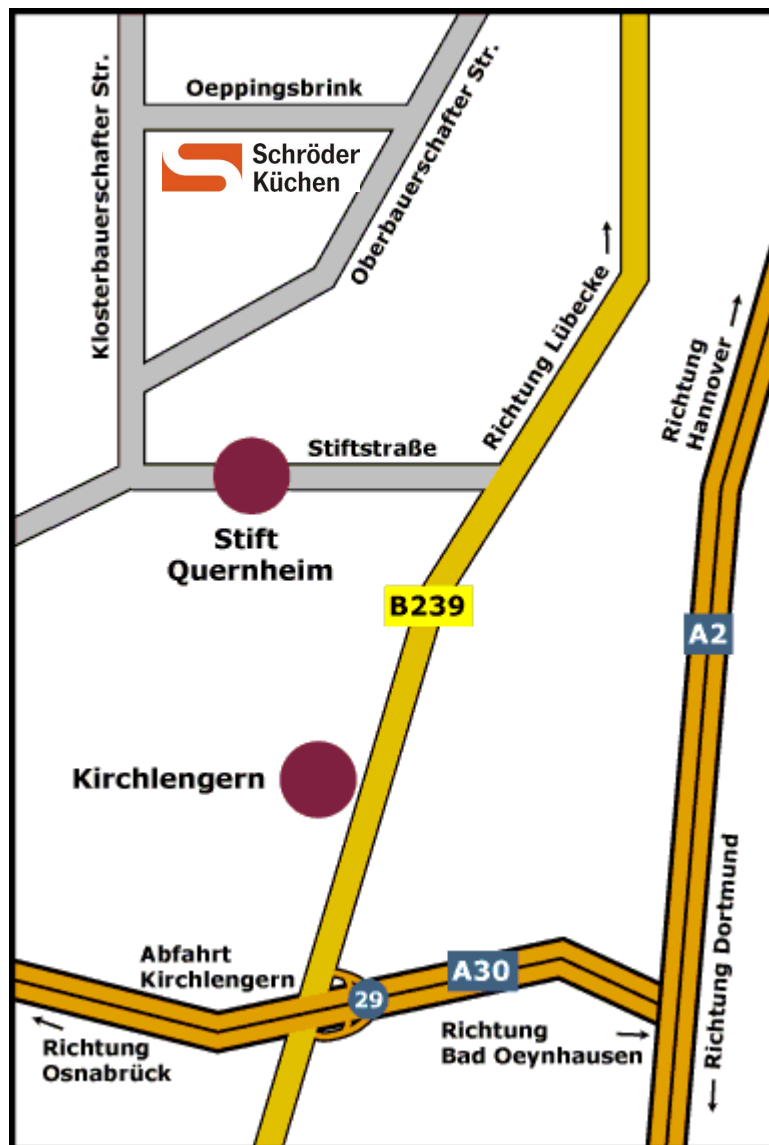 Klosterbauerschafter Str.
Oeppingsbrink
Schröder
Küchen
Oberbauerschafter Str.
Richtung Lübecke
Richtung
Hannover
Stiftstraße
Stift
Quernheim
B239
A2
Kirchlengern
Richtung Dortmund
Abfahrt
Kirchlengern
A30
29
Richtung
Osnabrück
Richtung
Bad Oeynhausen